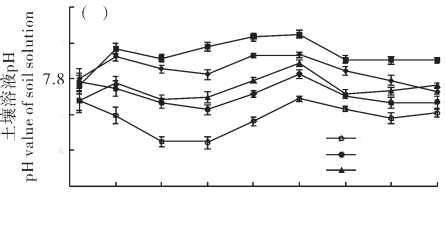 ( )
7.8
土壤溶液pH
pH value of soil solution